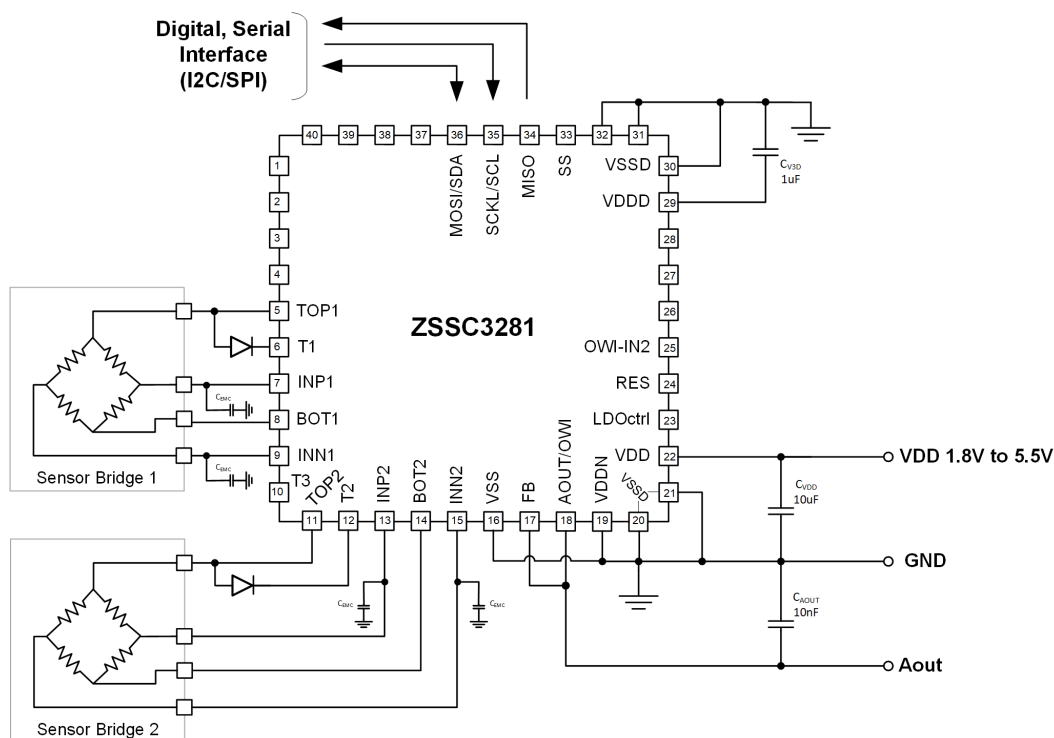 Digital, Serial
Interface
(I2C/SPI)
40 39 38 37 36 35 34 33 32 31
MOSI/SDA
SCKL/SCL
MISO
SS
1
2
3
4
5 TOP1
6 T1
7 INP1
8 BOT1
9 INN1
10 T3
ZSSC3281
VSSD 30
VDDD 29
28
27
26
OWI-IN2 25
RES 24
LDOctrl 23
VDD 22
VSSD 21
CV3D
1uF
CEMC
CEMC
Sensor Bridge 1
TOP2
T2
INP2
BOT2
INN2
VSS
FB
AOUT/OWI
VDDN
11 12 13 14 15 16 17 18 19 20
VDD 1.8V to 5.5V
CVDD
10uF
GND
CAOUT
10nF
Aout
CEMC
CEMC
Sensor Bridge 2